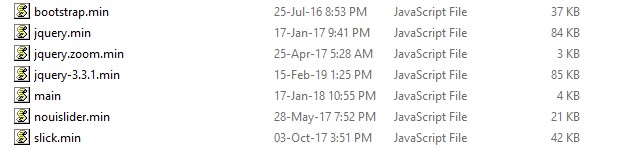 bootstrap.min 25-Jul-16 8:53 PM JavaScript File 37 KB
jquery.min 17-Jan-17 9:41 PM JavaScript File 84 KB
jquery.zoom.min 25-Apr-17 5:28 AM JavaScript File 3 KB
jquery-3.3.1.min 15-Feb-19 1:25 PM JavaScript File 85 KB
main 17-Jan-18 10:55 PM JavaScript File 4 KB
nouislider.min 28-May-17 7:52 PM JavaScript File 21 KB
slick.min 03-Oct-17 3:51 PM JavaScript File 42 KB